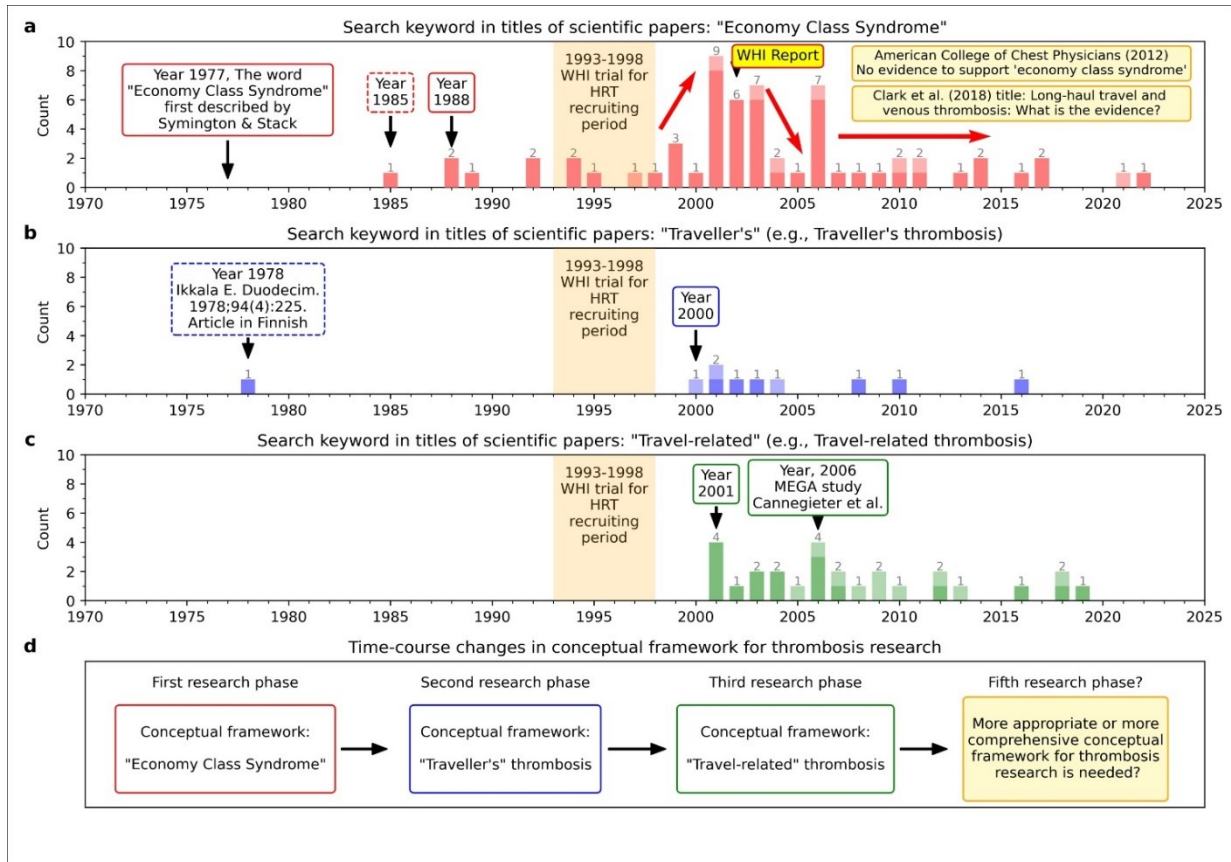 a
Search keyword in titles of scientific papers: "Economy Class Syndrome"
Count
10
8
6
4
2
0
Year 1977, The word
"Economy Class Syndrome"
first described by
Symington & Stack
Year
1985
Year
1988
1993-1998
WHI trial for
HRT
recruiting
period
WHI Report
American College of Chest Physicians (2012)
No evidence to support 'economy class syndrome'
Clark et al. (2018) title: Long-haul travel and
venous thrombosis: What is the evidence?
1 2 1 2 2 1 1 1 3 9 6 7 2 1 7 1 1 1 2 2 1 2 1 2 1 1
1970 1975 1980 1985 1990 1995 2000 2005 2010 2015 2020 2025
b
Search keyword in titles of scientific papers: "Traveller's" (e.g., Traveller's thrombosis)
Count
10
8
6
4
2
0
Year 1978
Ikkala E. Duodecim.
1978;94(4):225.
Article in Finnish
1993-1998
WHI trial for
HRT
recruiting
period
Year
2000
1 1 2 1 1 1 1 1 1
1970 1975 1980 1985 1990 1995 2000 2005 2010 2015 2020 2025
c
Search keyword in titles of scientific papers: "Travel-related" (e.g., Travel-related thrombosis)
Count
10
8
6
4
2
0
1993-1998
WHI trial for
HRT
recruiting
period
Year
2001
Year, 2006
MEGA study
Cannegieter et al.
4 1 2 2 1 4 2 1 2 1 2 1 1 2 1
1970 1975 1980 1985 1990 1995 2000 2005 2010 2015 2020 2025
d
Time-course changes in conceptual framework for thrombosis research
First research phase
Conceptual framework:
"Economy Class Syndrome"
Second research phase
Conceptual framework:
"Traveller's" thrombosis
Third research phase
Conceptual framework:
"Travel-related" thrombosis
Fifth research phase?
More appropriate or more
comprehensive conceptual
framework for thrombosis
research is needed?